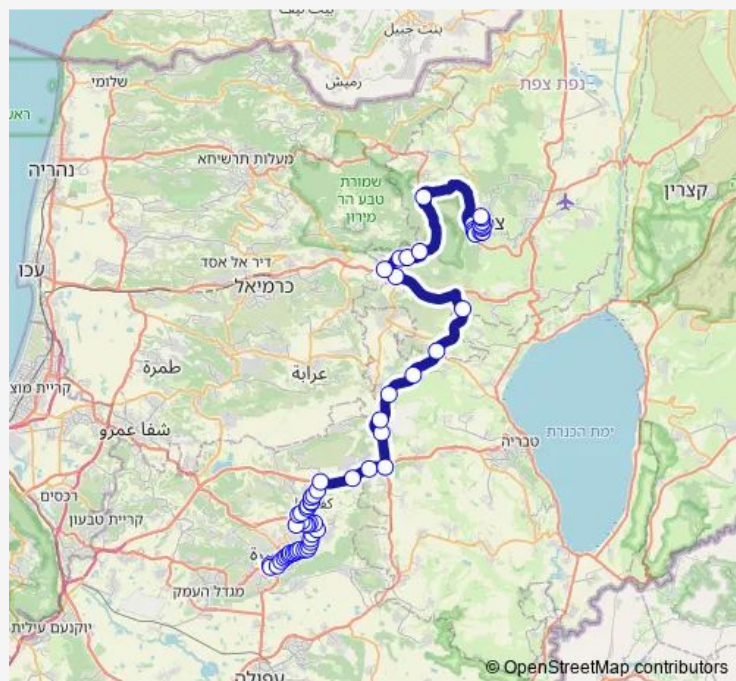 בנת ג'ביל
רמיש
שלומי
נפת צפת
נהריה
מעלות תרשיחא
שמורת
טבע הר
מירון
קצרין
עכו
דיר אל אסד
כרמיאל
טמרה
עראבה
קריית מוצ
שפא עמרו
ימת הכנרת
טבריה
רכסים
קריית טבעון
מגדל העמק
יוקנעם עילית
עפולה
© OpenStreetMap contributors